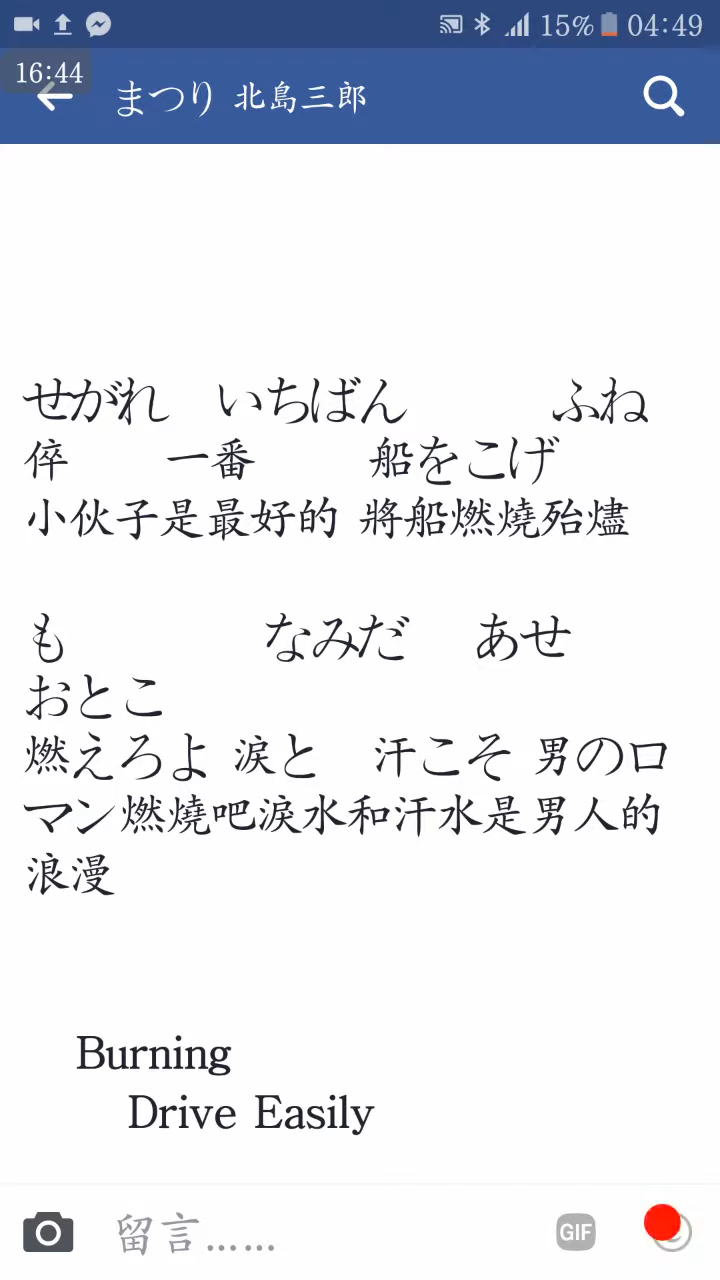 15% 04:49
16:44
まつり 北島三郎
せがれ いちばん ふね
倅 一番 船をこげ
小伙子是最好的 將船燃燒殆燼
も なみだ あせ
おとこ
燃えろよ 涙と 汗こそ 男のロ
マン燃燒吧淚水和汗水是男人的
浪漫
Burning
Drive Easily
留言……
GIF